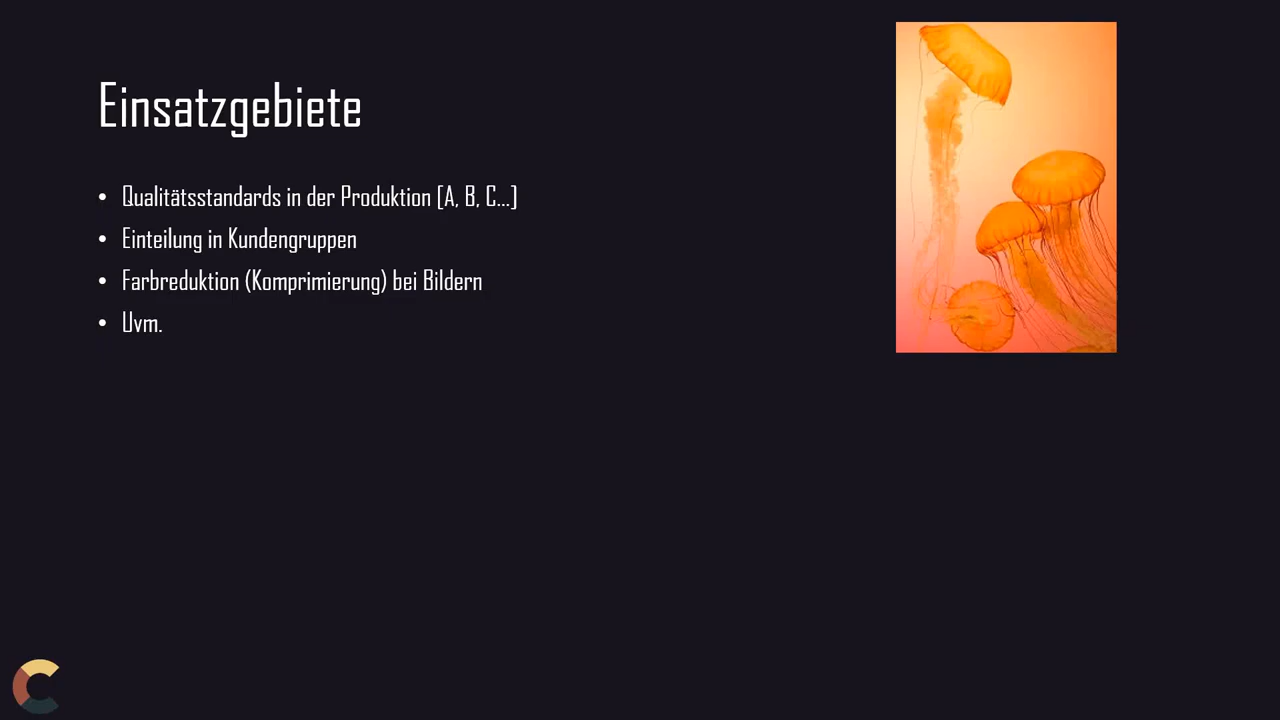 Einsatzgebiete
• Qualitätsstandards in der Produktion [A, B, C...]
• Einteilung in Kundengruppen
• Farbreduktion (Komprimierung) bei Bildern
• Uvm.